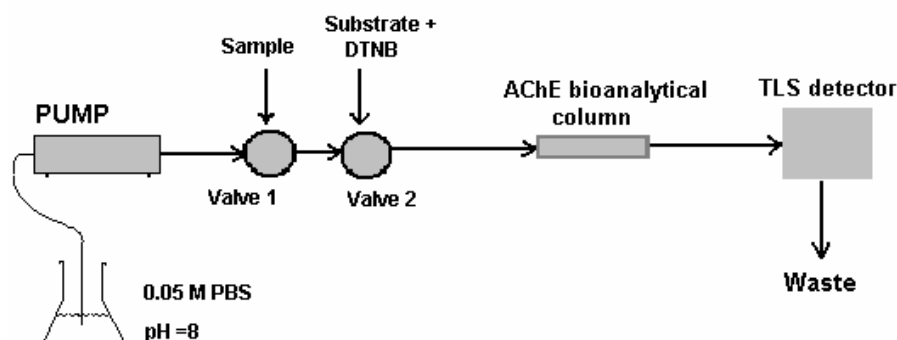 Substrate +
DTNB
Sample
AChE bioanalytical
column
TLS detector
PUMP
Valve 1
Valve 2
Waste
0.05 M PBS
pH =8